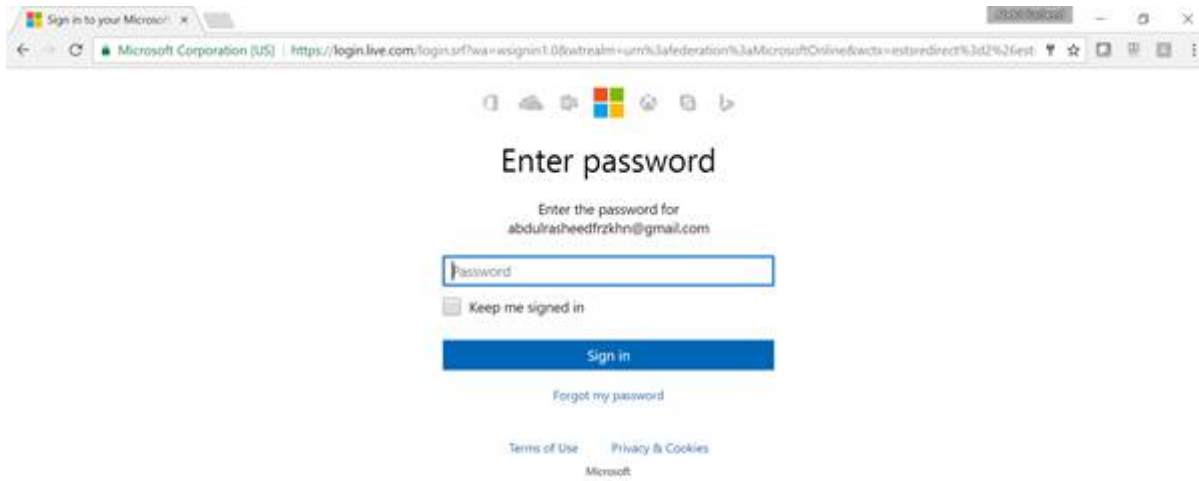 Sign in to your Microsoft
Microsoft Corporation [US] https://login.live.com/login.srf?wa=wsignin1.0&wtrealm=urn%3afederation%3aMicrosoftOnline&wctx=estsredirect%3d2%26est
Enter password
Enter the password for
abdulrasheedfrzkhn@gmail.com
Password
Keep me signed in
Sign in
Forgot my password
Terms of Use Privacy & Cookies
Microsoft